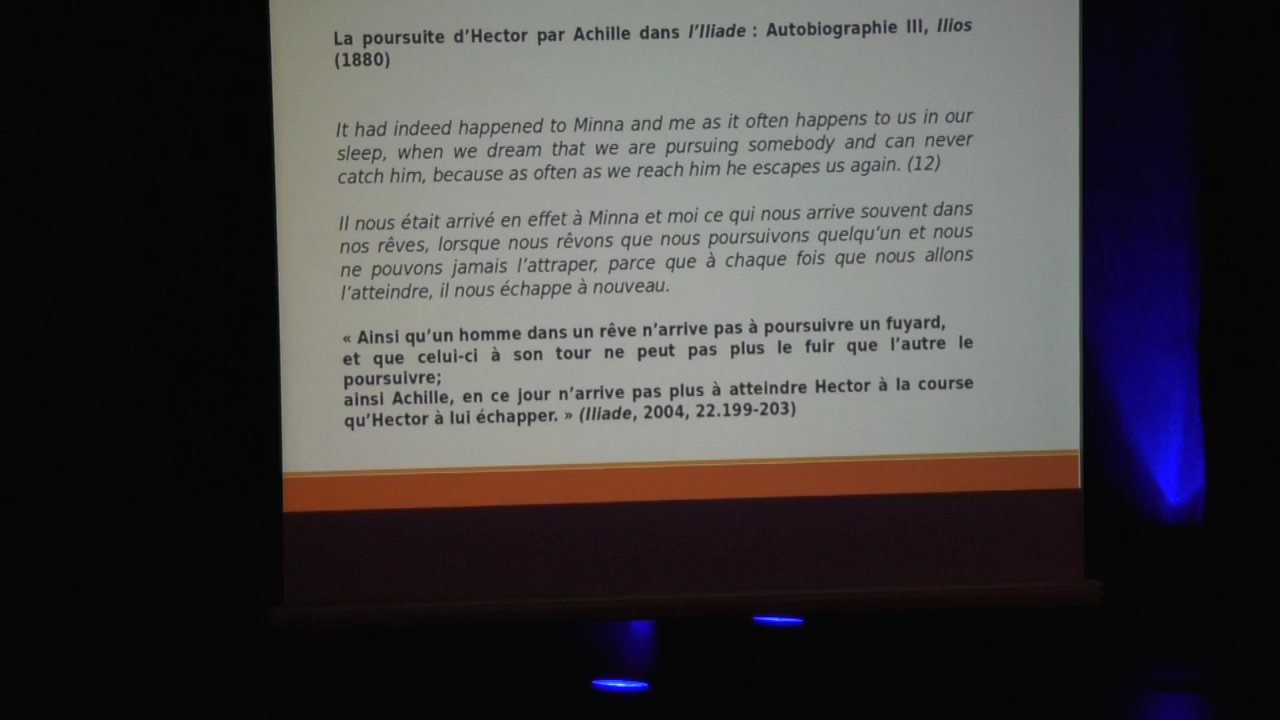 La poursuite d’Hector par Achille dans l’Iliade : Autobiographie III, Ilios
(1880)
It had indeed happened to Minna and me as it often happens to us in our
sleep, when we dream that we are pursuing somebody and can never
catch him, because as often as we reach him he escapes us again. (12)
Il nous était arrivé en effet à Minna et moi ce qui nous arrive souvent dans
nos rêves, lorsque nous rêvons que nous poursuivons quelqu’un et nous
ne pouvons jamais l’attraper, parce que à chaque fois que nous allons
l’atteindre, il nous échappe à nouveau.
« Ainsi qu’un homme dans un rêve n’arrive pas à poursuivre un fuyard,
et que celui-ci à son tour ne peut pas plus le fuir que l’autre le
poursuivre;
ainsi Achille, en ce jour n’arrive pas plus à atteindre Hector à la course
qu’Hector à lui échapper. » (Iliade, 2004, 22.199-203)